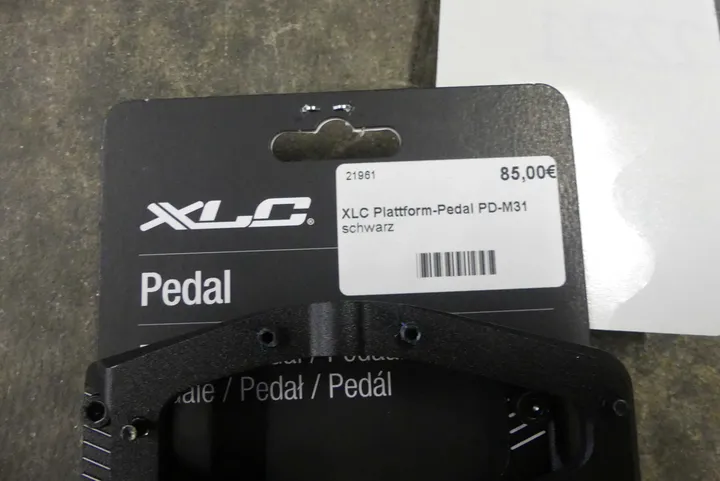 21961 85,00€
XLC Plattform-Pedal PD-M31
schwarz
XLC®
Pedal
/ Pedał / Pedál